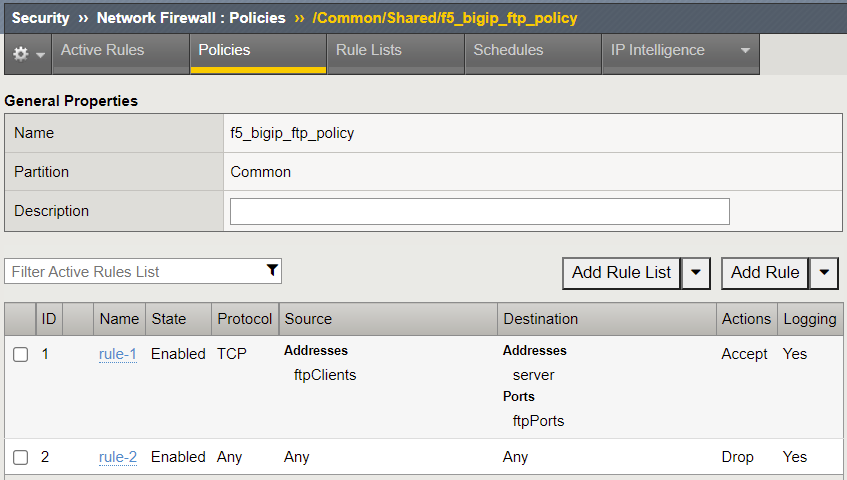 Security ›› Network Firewall : Policies ›› /Common/Shared/f5_bigip_ftp_policy
Active Rules Policies Rule Lists Schedules IP Intelligence
General Properties
Name f5_bigip_ftp_policy
Partition Common
Description
Filter Active Rules List Add Rule List Add Rule
ID Name State Protocol Source Destination Actions Logging
1 rule-1 Enabled TCP Addresses Addresses Accept Yes
ftpClients server
Ports
ftpPorts
2 rule-2 Enabled Any Any Any Drop Yes